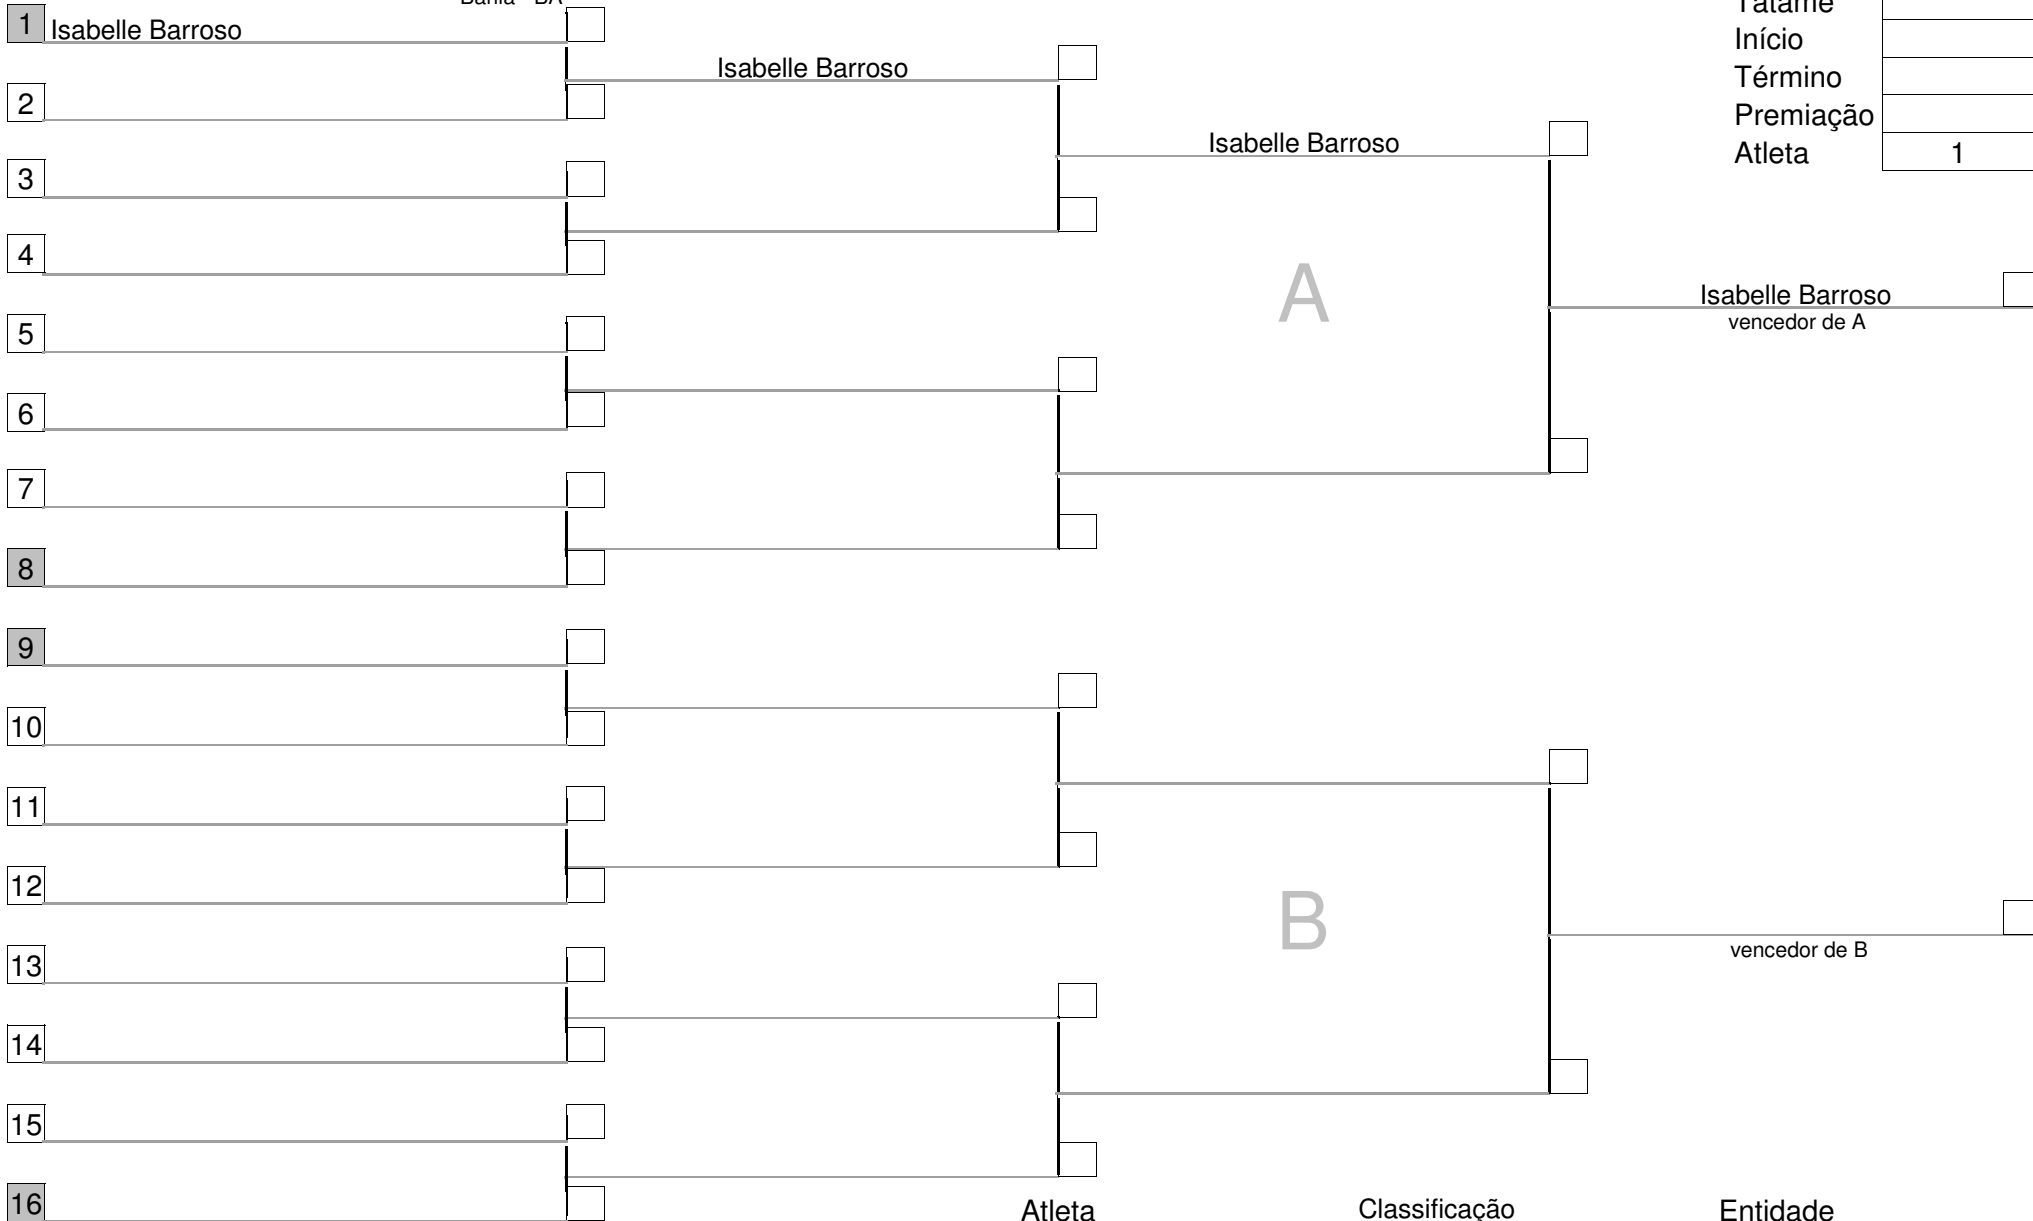 Bahia - BA
1 Isabelle Barroso
Tatame
Início
Isabelle Barroso
Término
2
Premiação
Isabelle Barroso
Atleta 1
3
4
A
Isabelle Barroso
vencedor de A
5
6
7
8
9
10
11
12
B
13
vencedor de B
14
15
16
Atleta Classificação Entidade